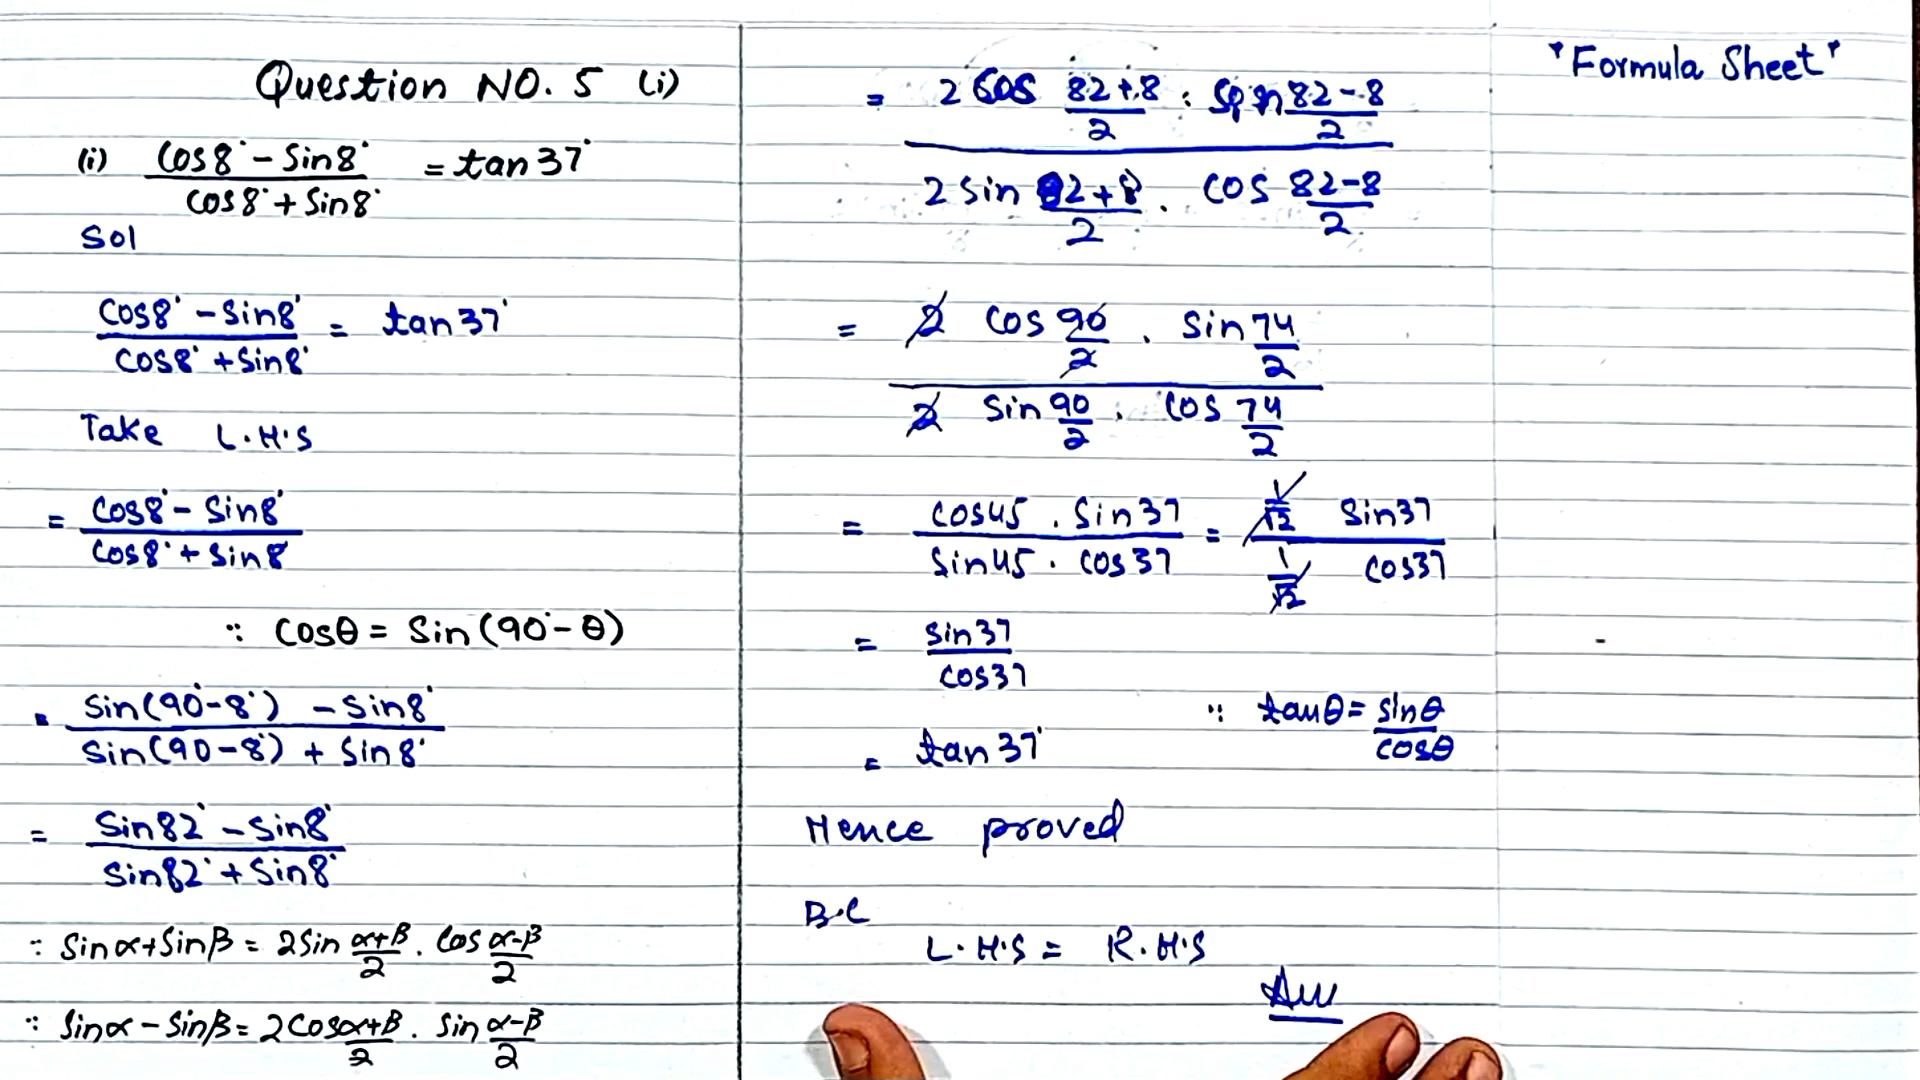 Question NO. 5 (i)
(i) Cos8° - Sin8° / Cos8° + Sin8° = tan37°
Sol
Cos8° - Sin8° / Cos8° + Sin8° = tan37°
Take L.H.S
= Cos8° - Sin8° / Cos8° + Sin8°
∵ Cosθ = Sin(90° - θ)
= Sin(90° - 8°) - Sin8° / Sin(90 - 8°) + Sin8°
= Sin82° - Sin8° / Sin82° + Sin8°
∵ Sinα + Sinβ = 2Sin α+β/2 . Cos α-β/2
∵ Sinα - Sinβ = 2Cos α+β/2 . Sin α-β/2
= 2 Cos 82+8/2 . Sin 82-8/2 / 2 Sin 82+8/2 . Cos 82-8/2
= 2 Cos 90/2 . Sin 74/2 / 2 Sin 90/2 . Cos 74/2
= Cos45 . Sin37 / Sin45 . Cos37 = 1/√2 Sin37 / 1/√2 Cos37
= Sin37 / Cos37
= tan37° ∵ tanθ = Sinθ/Cosθ
Hence proved
B.C
L.H.S = R.H.S
Ans
"Formula Sheet"